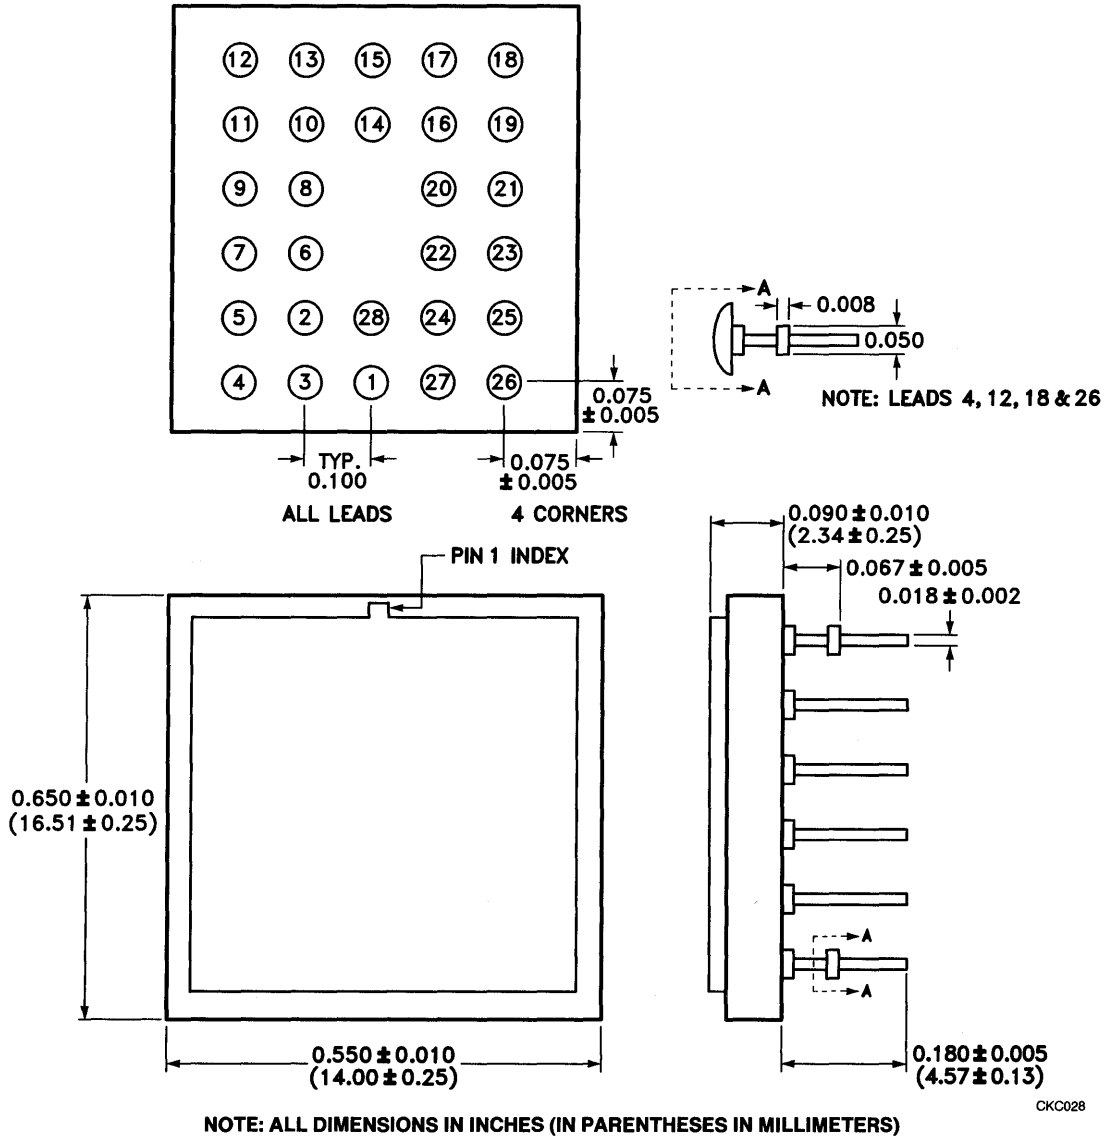 12 13 15 17 18
11 10 14 16 19
9 8 20 21
7 6 22 23
5 2 28 24 25
4 3 1 27 26
0.075
±0.005
TYP.
0.100
0.075
±0.005
ALL LEADS
4 CORNERS
A
0.008
0.050
A
NOTE: LEADS 4, 12, 18 & 26
PIN 1 INDEX
0.650±0.010
(16.51±0.25)
0.550±0.010
(14.00±0.25)
0.090±0.010
(2.34±0.25)
0.067±0.005
0.018±0.002
A
A
0.180±0.005
(4.57±0.13)
CKC028
NOTE: ALL DIMENSIONS IN INCHES (IN PARENTHESES IN MILLIMETERS)